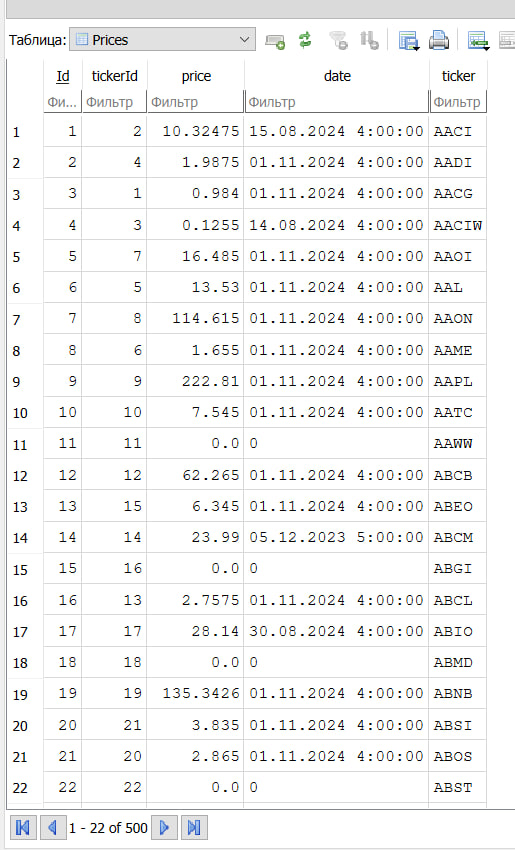 Таблица: Prices
Id tickerId price date ticker
Фи... Фильтр Фильтр Фильтр Фильтр
1 1 2 10.32475 15.08.2024 4:00:00 AACI
2 2 4 1.9875 01.11.2024 4:00:00 AADI
3 3 1 0.984 01.11.2024 4:00:00 AACG
4 4 3 0.1255 14.08.2024 4:00:00 AACIW
5 5 7 16.485 01.11.2024 4:00:00 AAOI
6 6 5 13.53 01.11.2024 4:00:00 AAL
7 7 8 114.615 01.11.2024 4:00:00 AAON
8 8 6 1.655 01.11.2024 4:00:00 AAME
9 9 9 222.81 01.11.2024 4:00:00 AAPL
10 10 10 7.545 01.11.2024 4:00:00 AATC
11 11 11 0.0 0 AAWW
12 12 12 62.265 01.11.2024 4:00:00 ABCB
13 13 15 6.345 01.11.2024 4:00:00 ABEO
14 14 14 23.99 05.12.2023 5:00:00 ABCM
15 15 16 0.0 0 ABGI
16 16 13 2.7575 01.11.2024 4:00:00 ABCL
17 17 17 28.14 30.08.2024 4:00:00 ABIO
18 18 18 0.0 0 ABMD
19 19 19 135.3426 01.11.2024 4:00:00 ABNB
20 20 21 3.835 01.11.2024 4:00:00 ABSI
21 21 20 2.865 01.11.2024 4:00:00 ABOS
22 22 22 0.0 0 ABST
1 - 22 of 500